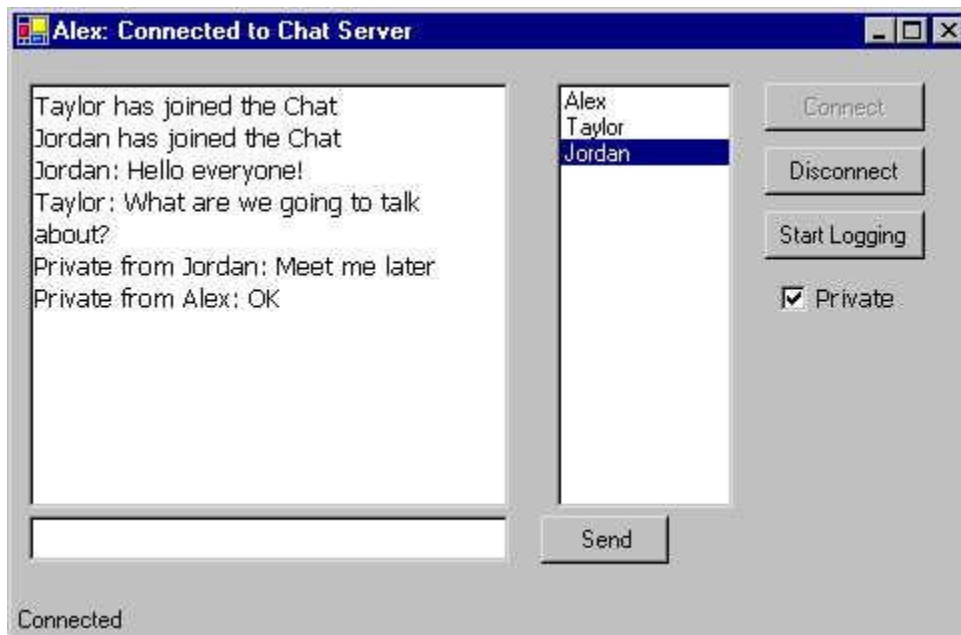 Alex: Connected to Chat Server
Taylor has joined the Chat
Jordan has joined the Chat
Jordan: Hello everyone!
Taylor: What are we going to talk
about?
Private from Jordan: Meet me later
Private from Alex: OK
Alex
Taylor
Jordan
Connect
Disconnect
Start Logging
Private
Send
Connected